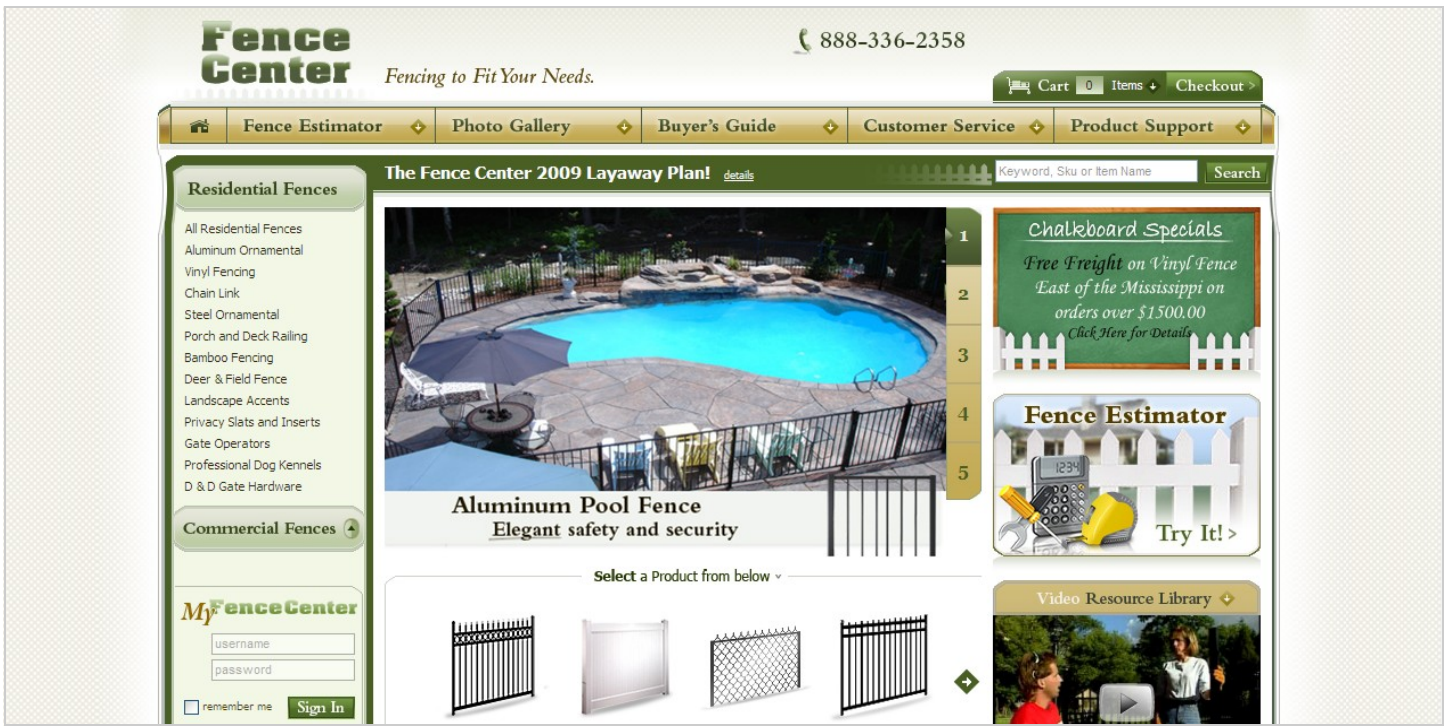 Fence
Center
Fencing to Fit Your Needs.
888-336-2358
Cart 0 Items Checkout >
Fence Estimator
Photo Gallery
Buyer's Guide
Customer Service
Product Support
Residential Fences
All Residential Fences
Aluminum Ornamental
Vinyl Fencing
Chain Link
Steel Ornamental
Porch and Deck Railing
Bamboo Fencing
Deer & Field Fence
Landscape Accents
Privacy Slats and Inserts
Gate Operators
Professional Dog Kennels
D & D Gate Hardware
Commercial Fences
MyFenceCenter
username
password
remember me Sign In
The Fence Center 2009 Layaway Plan! details
Keyword, Sku or Item Name Search
1
2
3
4
5
Aluminum Pool Fence
Elegant safety and security
Select a Product from below
Chalkboard Specials
Free Freight on Vinyl Fence
East of the Mississippi on
orders over $1500.00
Click Here for Details
Fence Estimator
1234
Try It! >
Video Resource Library